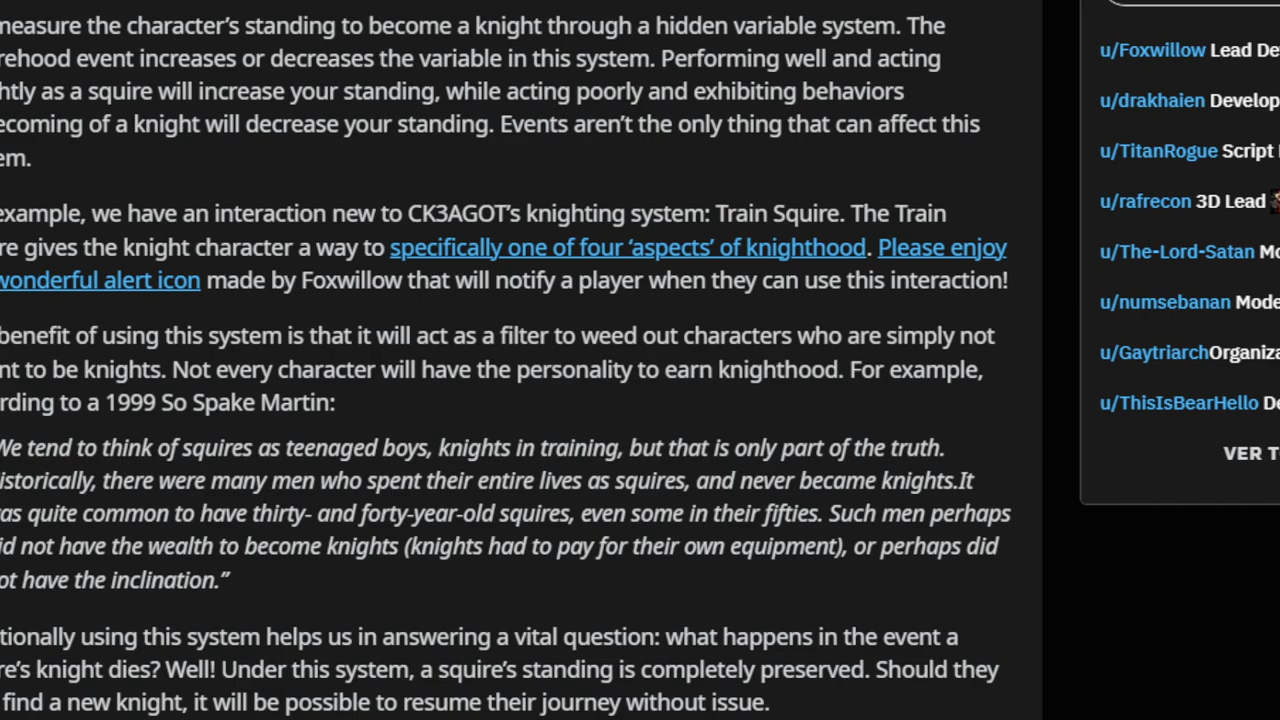 measure the character's standing to become a knight through a hidden variable system. The
rehood event increases or decreases the variable in this system. Performing well and acting
htly as a squire will increase your standing, while acting poorly and exhibiting behaviors
ecoming of a knight will decrease your standing. Events aren't the only thing that can affect this
em.
example, we have an interaction new to CK3AGOT's knighting system: Train Squire. The Train
re gives the knight character a way to specifically one of four 'aspects' of knighthood. Please enjoy
wonderful alert icon made by Foxwillow that will notify a player when they can use this interaction!
benefit of using this system is that it will act as a filter to weed out characters who are simply not
nt to be knights. Not every character will have the personality to earn knighthood. For example,
rding to a 1999 So Spake Martin:
We tend to think of squires as teenaged boys, knights in training, but that is only part of the truth.
istorically, there were many men who spent their entire lives as squires, and never became knights.It
as quite common to have thirty- and forty-year-old squires, even some in their fifties. Such men perhaps
id not have the wealth to become knights (knights had to pay for their own equipment), or perhaps did
ot have the inclination."
tionally using this system helps us in answering a vital question: what happens in the event a
re's knight dies? Well! Under this system, a squire's standing is completely preserved. Should they
find a new knight, it will be possible to resume their journey without issue.
u/Foxwillow Lead De
u/drakhaien Develop
u/TitanRogue Script
u/rafrecon 3D Lead
u/The-Lord-Satan Mo
u/numsebanan Mode
u/GaytriarchOrganiza
u/ThisIsBearHello De
VER T